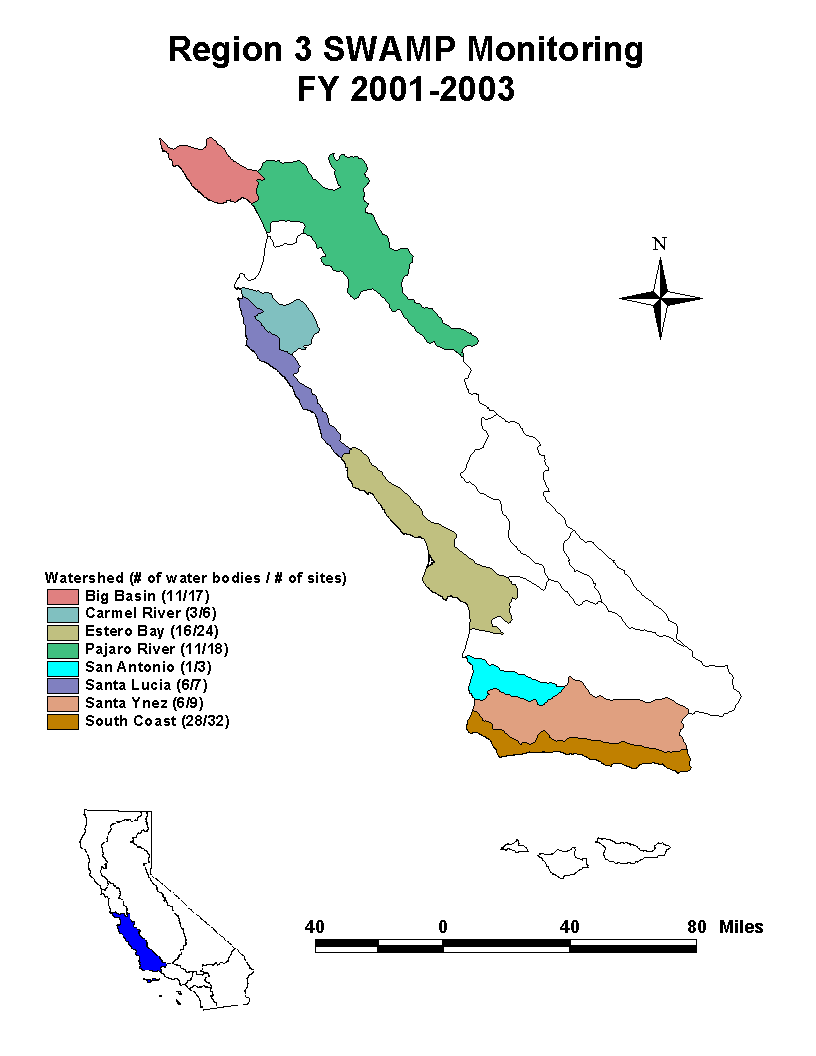 Region 3 SWAMP Monitoring
FY 2001-2003
N
Watershed (# of water bodies / # of sites)
Big Basin (11/17)
Carmel River (3/6)
Estero Bay (16/24)
Pajaro River (11/18)
San Antonio (1/3)
Santa Lucia (6/7)
Santa Ynez (6/9)
South Coast (28/32)
40 0 40 80 Miles